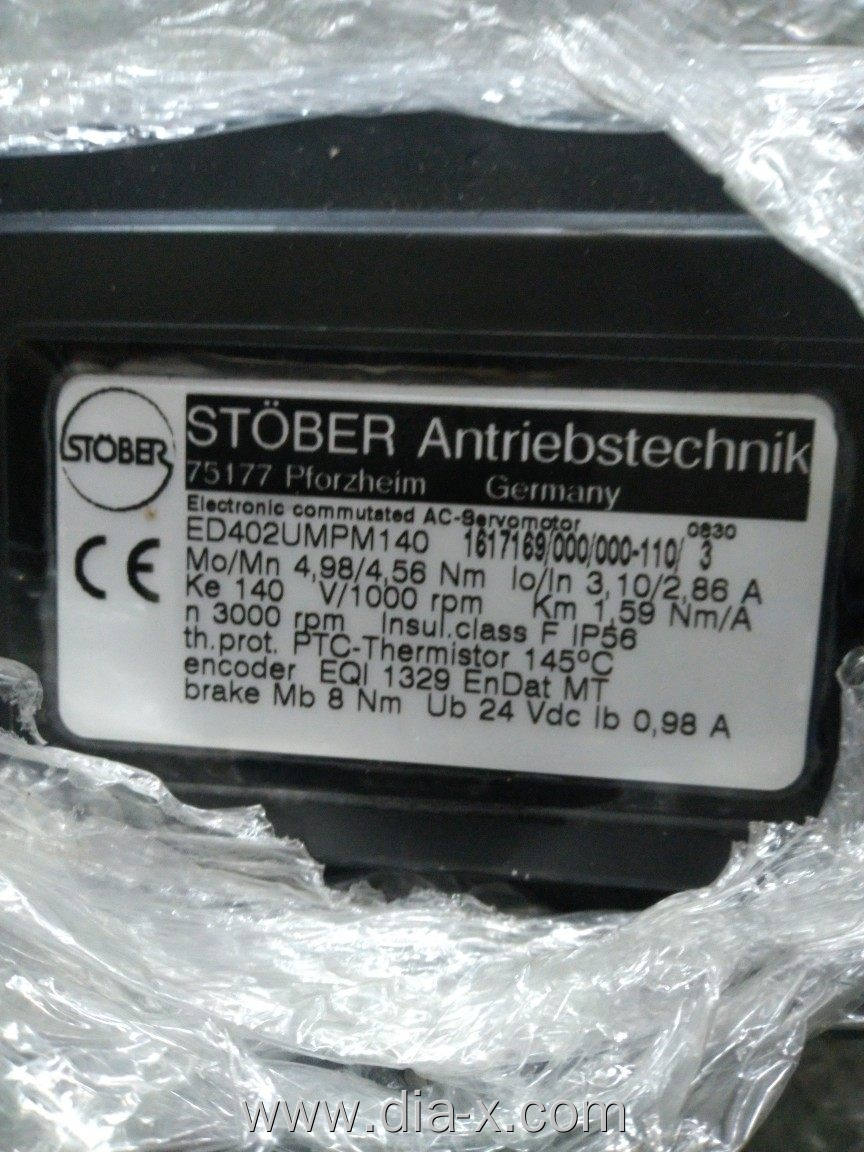 STÖBER
STÖBER Antriebstechnik
75177 Pforzheim Germany
Electronic commutated AC-Servomotor
0830
ED402UMPM140 1617169/000/000-110/ 3
Mo/Mn 4,98/4,56 Nm Io/In 3,10/2,86 A
Ke 140 V/1000 rpm Km 1,59 Nm/A
n 3000 rpm Insul.class F IP56
th.prot. PTC-Thermistor 145°C
encoder EQI 1329 EnDat MT
brake Mb 8 Nm Ub 24 Vdc Ib 0,98 A
CE
www.dia-x.com